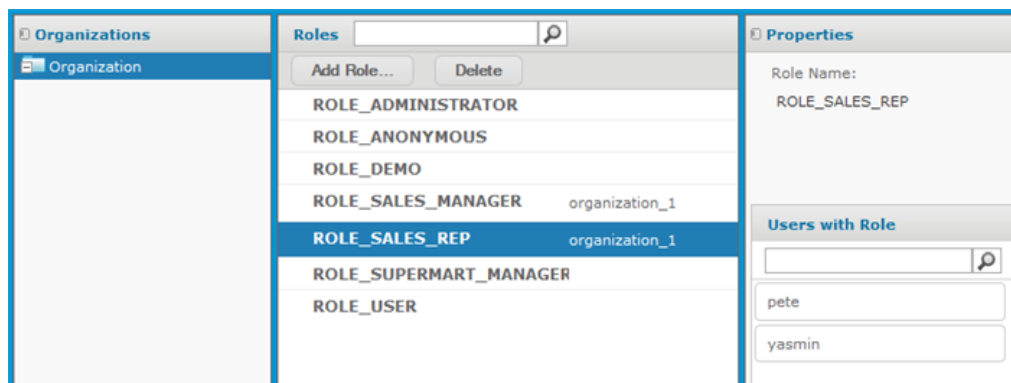 Organizations
Organization
Roles
Add Role... Delete
ROLE_ADMINISTRATOR
ROLE_ANONYMOUS
ROLE_DEMO
ROLE_SALES_MANAGER organization_1
ROLE_SALES_REP organization_1
ROLE_SUPERMART_MANAGER
ROLE_USER
Properties
Role Name:
ROLE_SALES_REP
Users with Role
pete
yasmin